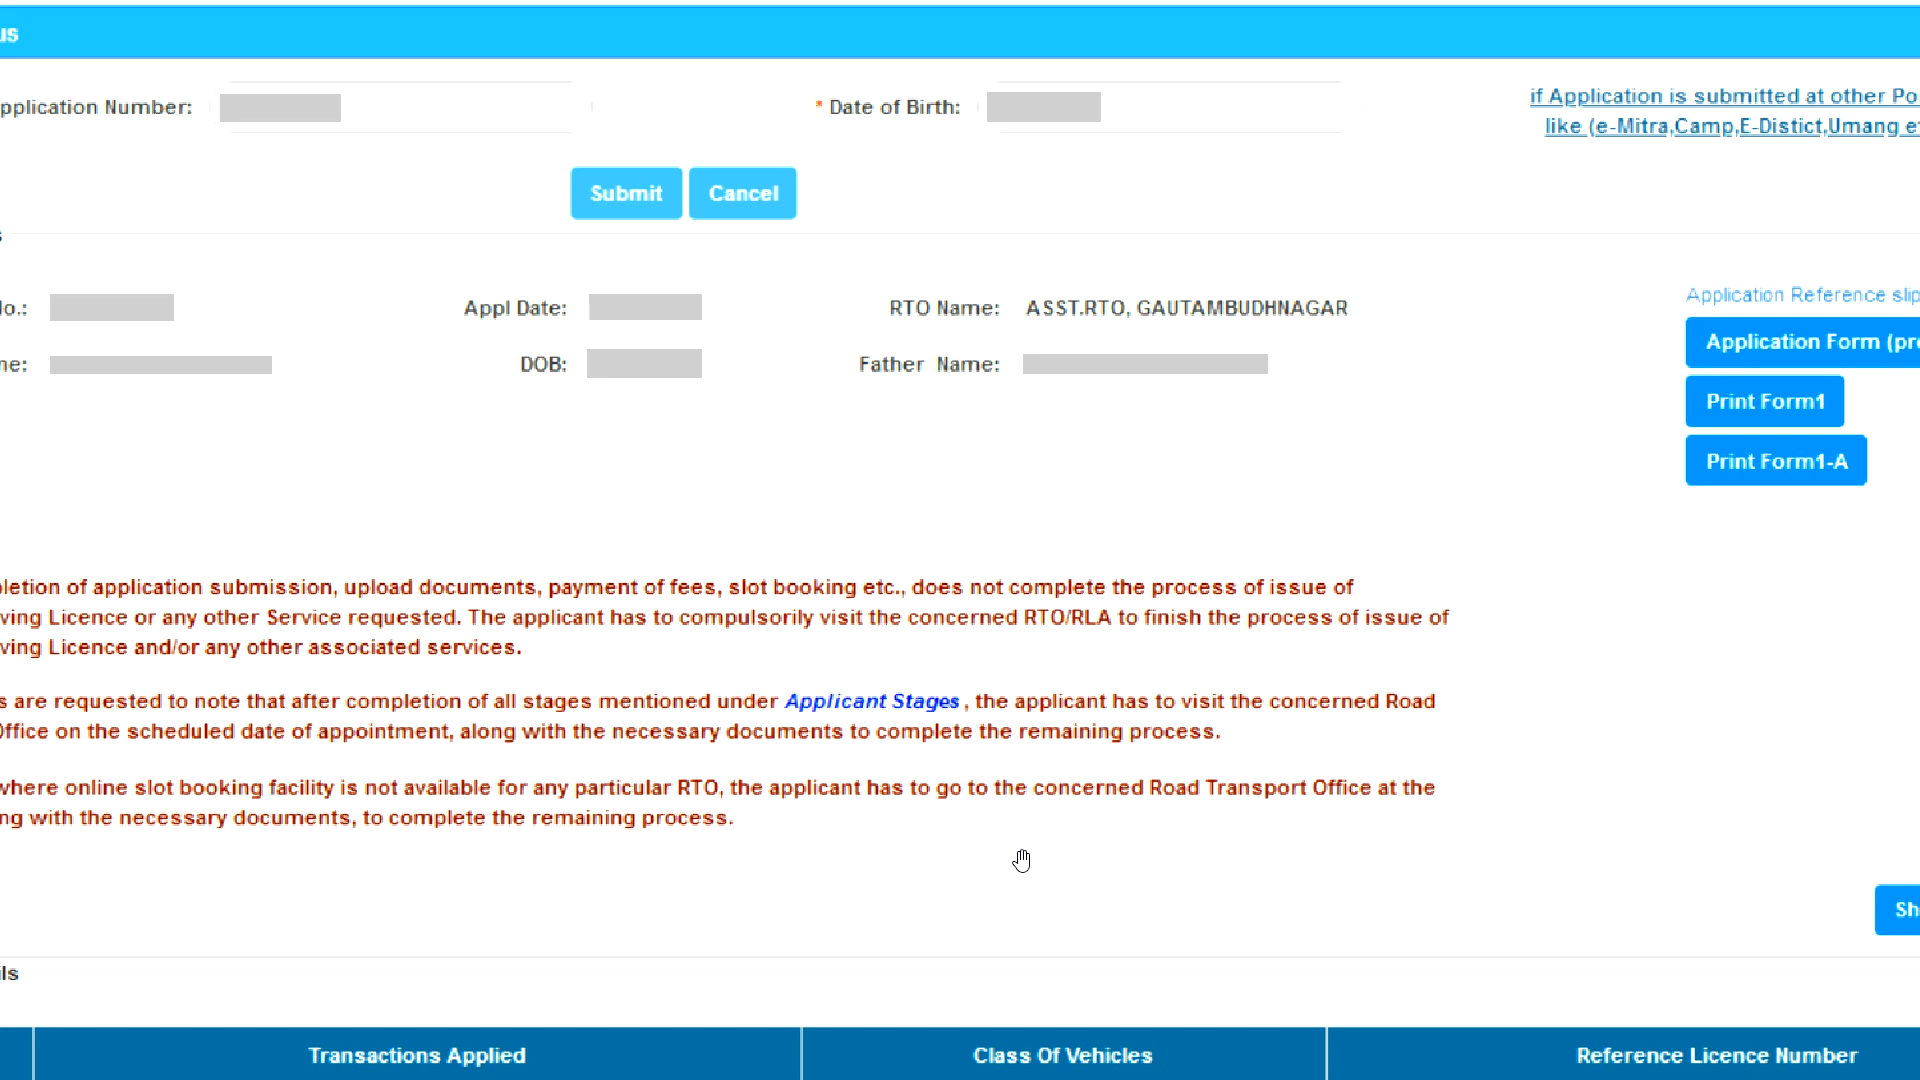 us
pplication Number:
* Date of Birth:
if Application is submitted at other Po
like (e-Mitra,Camp,E-Distict,Umang et
Submit
Cancel
s
lo.:
Appl Date:
RTO Name: ASST.RTO, GAUTAMBUDHNAGAR
Application Reference slip
ne:
DOB:
Father Name:
Application Form (pre
Print Form1
Print Form1-A
pletion of application submission, upload documents, payment of fees, slot booking etc., does not complete the process of issue of
ving Licence or any other Service requested. The applicant has to compulsorily visit the concerned RTO/RLA to finish the process of issue of
ving Licence and/or any other associated services.
s are requested to note that after completion of all stages mentioned under Applicant Stages , the applicant has to visit the concerned Road
Office on the scheduled date of appointment, along with the necessary documents to complete the remaining process.
where online slot booking facility is not available for any particular RTO, the applicant has to go to the concerned Road Transport Office at the
ng with the necessary documents, to complete the remaining process.
Sh
ils
Transactions Applied
Class Of Vehicles
Reference Licence Number